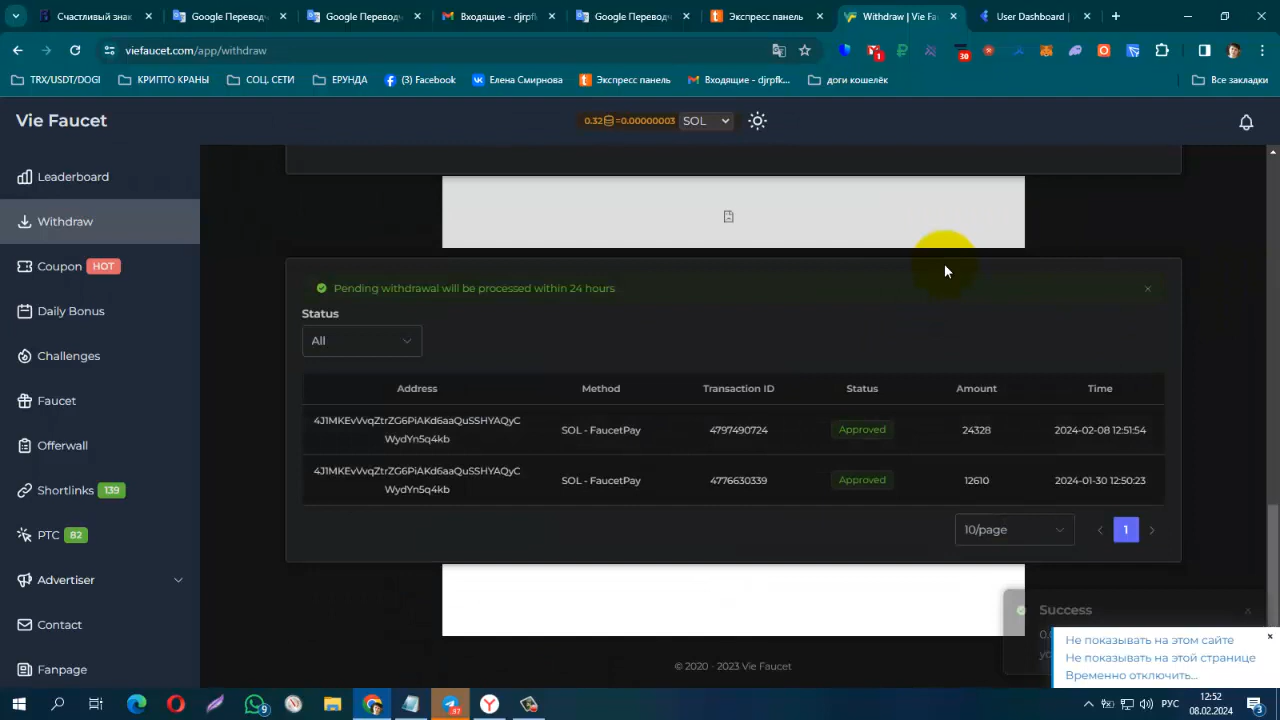 Счастливый знак
Google Переводч
Google Переводч
Входящие - djrpf
Google Переводч
Экспресс панель
Withdraw | Vie Fa
User Dashboard |
viefaucet.com/app/withdraw
1
30
TRX/USDT/DOGI
КРИПТО КРАНЫ
СОЦ. СЕТИ
ЕРУНДА
(3) Facebook
Елена Смирнова
Экспресс панель
Входящие - djrpfk...
доги кошелёк
Все закладки
Vie Faucet
0.32=0.00000003
SOL
Leaderboard
Withdraw
Coupon HOT
Daily Bonus
Challenges
Faucet
Offerwall
Shortlinks 139
PTC 82
Advertiser
Contact
Fanpage
Pending withdrawal will be processed within 24 hours
Status
All
Address Method Transaction ID Status Amount Time
4J1MKEvVvqZtrZG6PiAKd6aaQuSSHYAQyC
WydYn5q4kb
SOL - FaucetPay 4797490724 Approved 24328 2024-02-08 12:51:54
4J1MKEvVvqZtrZG6PiAKd6aaQuSSHYAQyC
WydYn5q4kb
SOL - FaucetPay 4776630339 Approved 12610 2024-01-30 12:50:23
10/page
1
Success
Не показывать на этом сайте
Не показывать на этой странице
Временно отключить...
© 2020 - 2023 Vie Faucet
9
97
РУС
12:52
08.02.2024
3